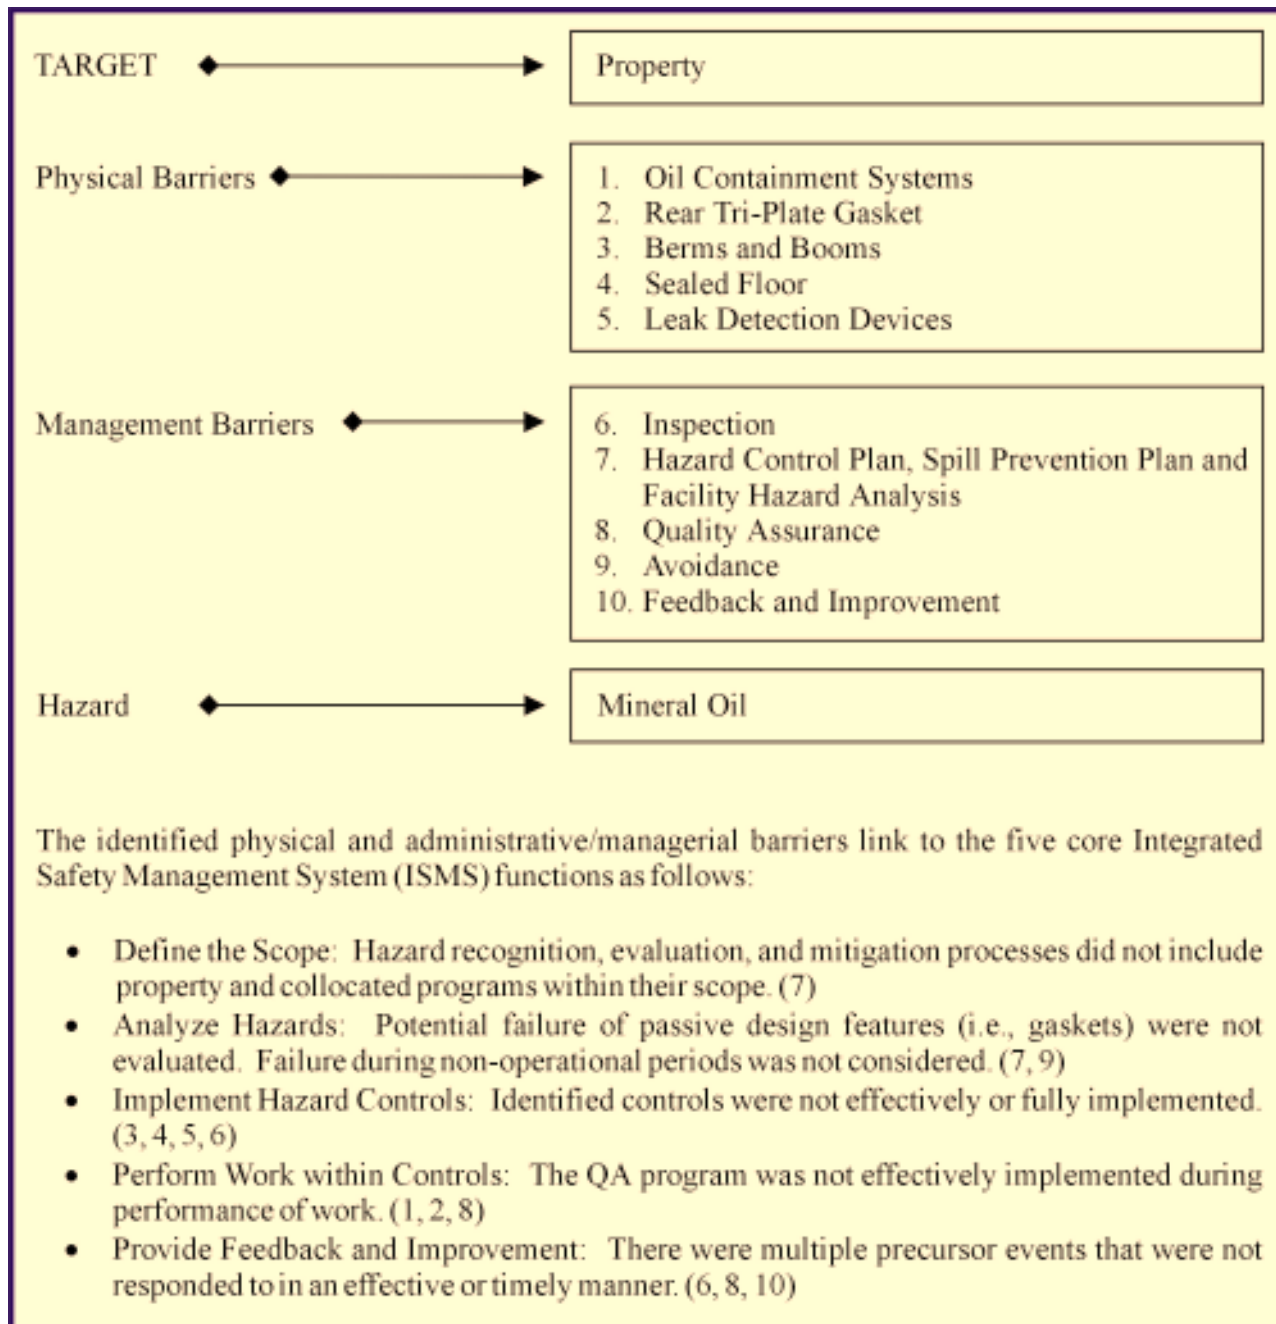 TARGET
Property
Physical Barriers
1. Oil Containment Systems
2. Rear Tri-Plate Gasket
3. Berms and Booms
4. Sealed Floor
5. Leak Detection Devices
Management Barriers
6. Inspection
7. Hazard Control Plan, Spill Prevention Plan and
Facility Hazard Analysis
8. Quality Assurance
9. Avoidance
10. Feedback and Improvement
Hazard
Mineral Oil
The identified physical and administrative/managerial barriers link to the five core Integrated
Safety Management System (ISMS) functions as follows:
• Define the Scope: Hazard recognition, evaluation, and mitigation processes did not include
property and collocated programs within their scope. (7)
• Analyze Hazards: Potential failure of passive design features (i.e., gaskets) were not
evaluated. Failure during non-operational periods was not considered. (7, 9)
• Implement Hazard Controls: Identified controls were not effectively or fully implemented.
(3, 4, 5, 6)
• Perform Work within Controls: The QA program was not effectively implemented during
performance of work. (1, 2, 8)
• Provide Feedback and Improvement: There were multiple precursor events that were not
responded to in an effective or timely manner. (6, 8, 10)